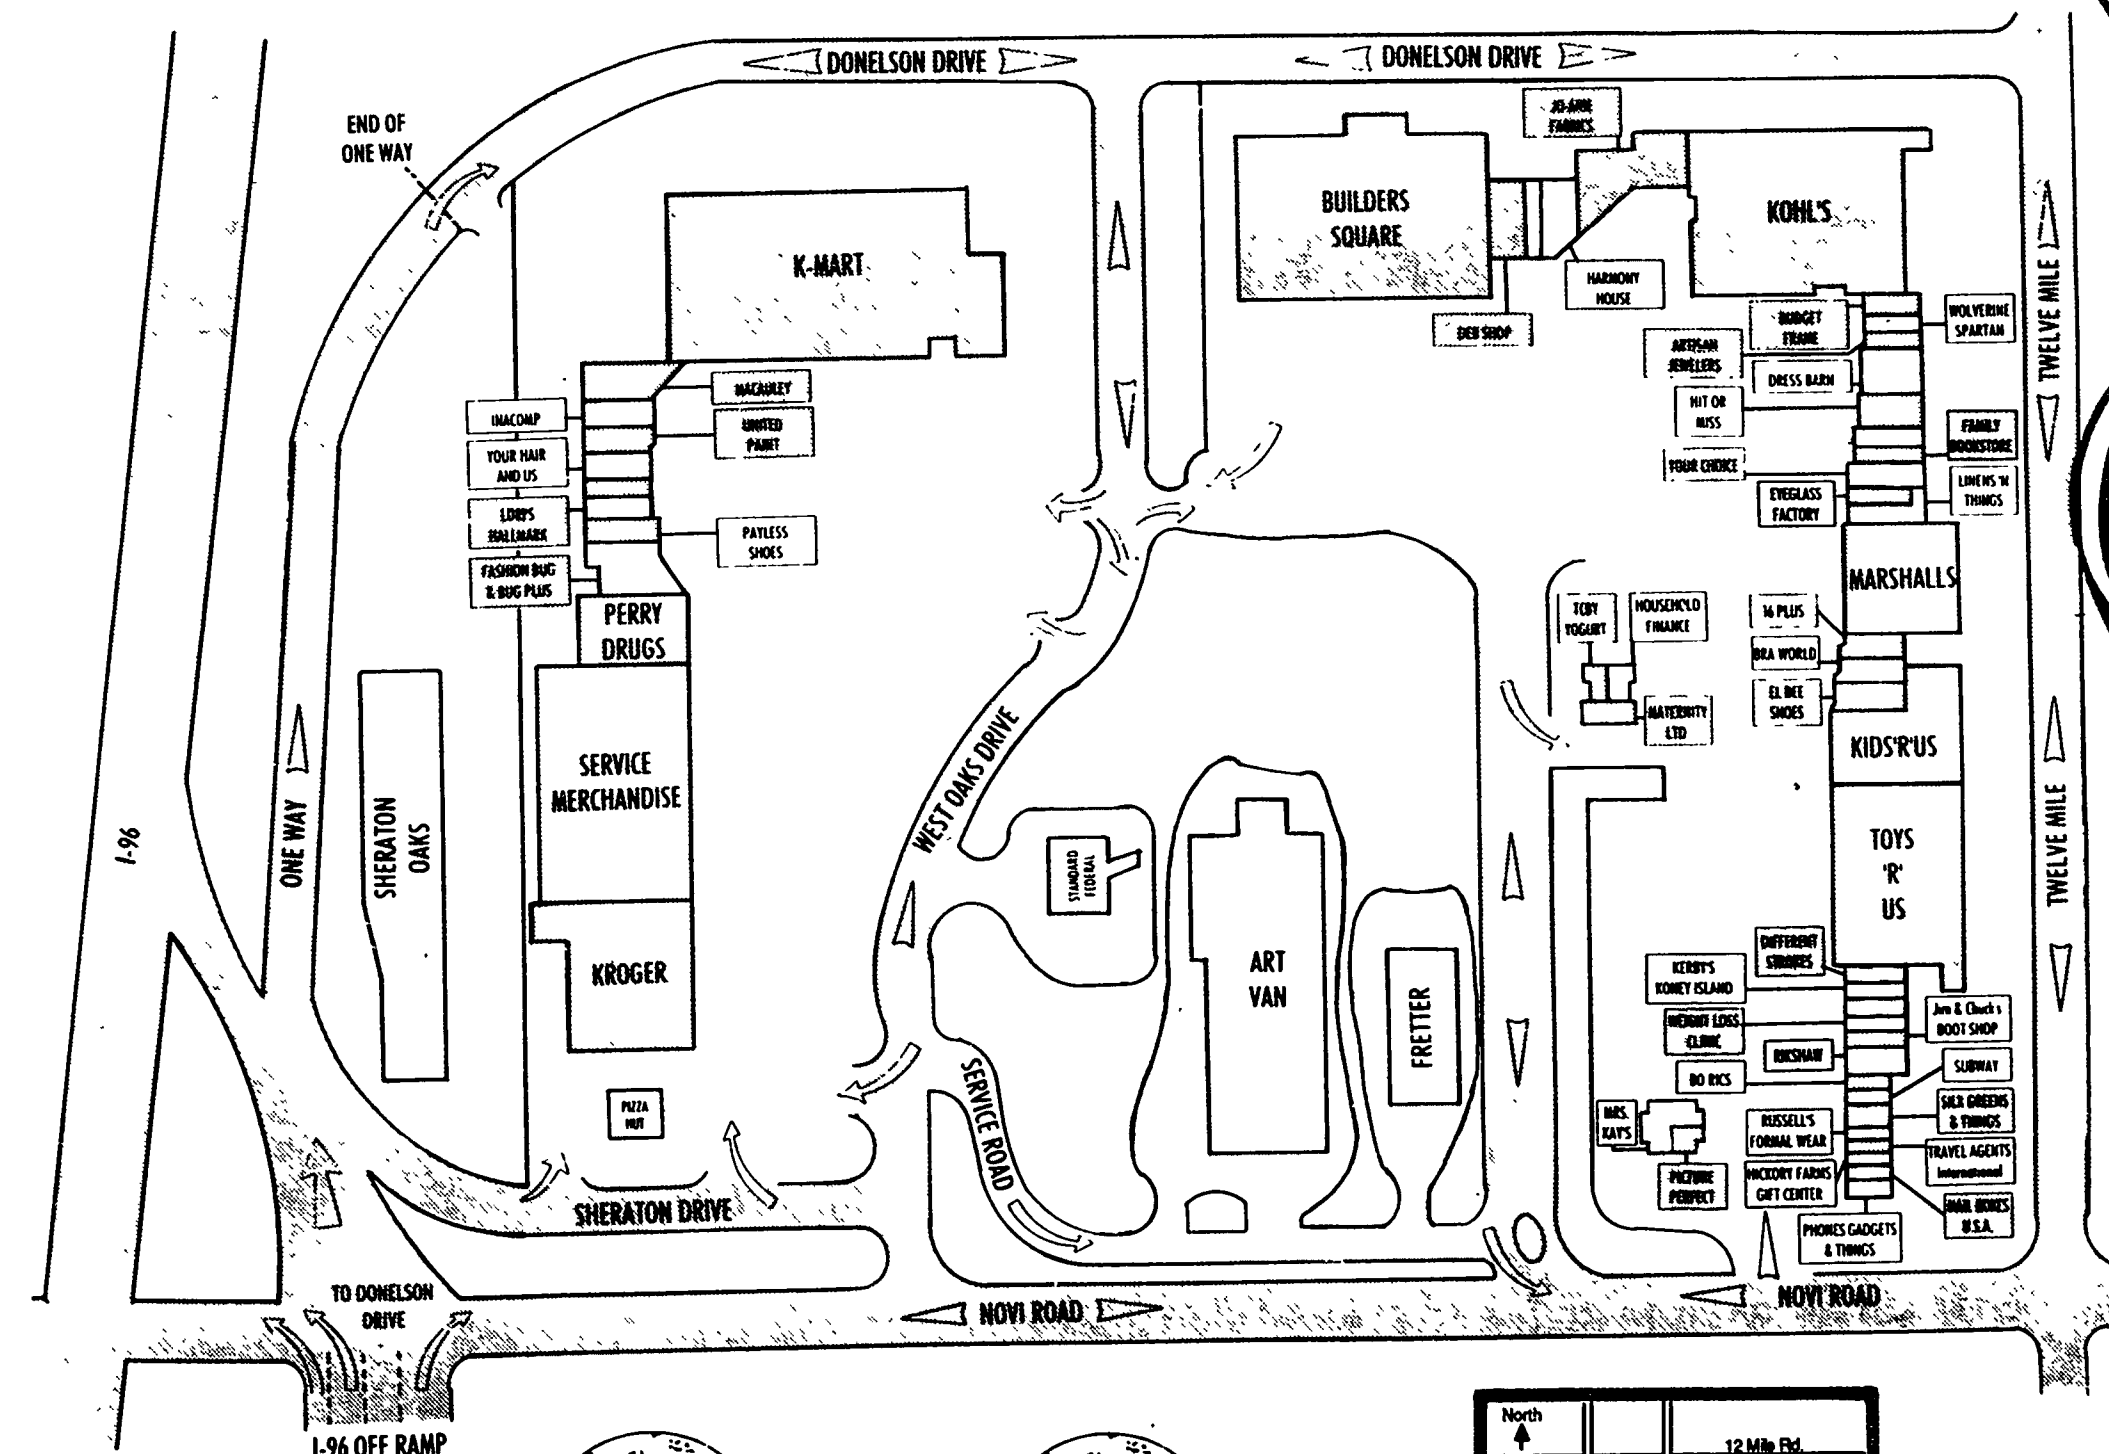 DONELSON DRIVE
DONELSON DRIVE
END OF
ONE WAY
JO-ANN
FABRICS
BUILDERS
SQUARE
KOHL'S
K-MART
HARMONY
HOUSE
DEB SHOP
BUDGET
FRAME
WOLVERINE
SPARTAN
ARTISAN
JEWELERS
DRESS BARN
HIT OR
MISS
FAMILY
BOOKSTORE
YOUR CHOICE
LINENS 'N
THINGS
EYEGLASS
FACTORY
TWELVE MILE
MACAULEY
INACOMP
UNITED
PAINT
YOUR HAIR
AND US
LORI'S
HALLMARK
PAYLESS
SHOES
FASHION BUG
& BUG PLUS
PERRY
DRUGS
MARSHALLS
TCBY
YOGURT
HOUSEHOLD
FINANCE
16 PLUS
BRA WORLD
EL BEE
SHOES
MATERNITY
LTD
KIDS'R'US
SERVICE
MERCHANDISE
WEST OAKS DRIVE
I-96
ONE WAY
SHERATON
OAKS
STANDARD
FEDERAL
TOYS
'R'
US
TWELVE MILE
KROGER
ART
VAN
FRETTER
DIFFERENT
STROKES
KERBY'S
KONEY ISLAND
WEIGHT LOSS
CLINIC
Jim & Chuck's
BOOT SHOP
RIKSHAW
SUBWAY
BO RICS
PIZZA
HUT
SERVICE ROAD
MRS.
KAY'S
PICTURE
PERFECT
RUSSELL'S
FORMAL WEAR
SILK GREENS
& THINGS
TRAVEL AGENTS
International
HICKORY FARMS
GIFT CENTER
NAIL
U.S.A.
PHONES GADGETS
& THINGS
SHERATON DRIVE
TO DONELSON
DRIVE
NOVI ROAD
NOVI ROAD
I-96 OFF RAMP
North
12 Mile Rd.